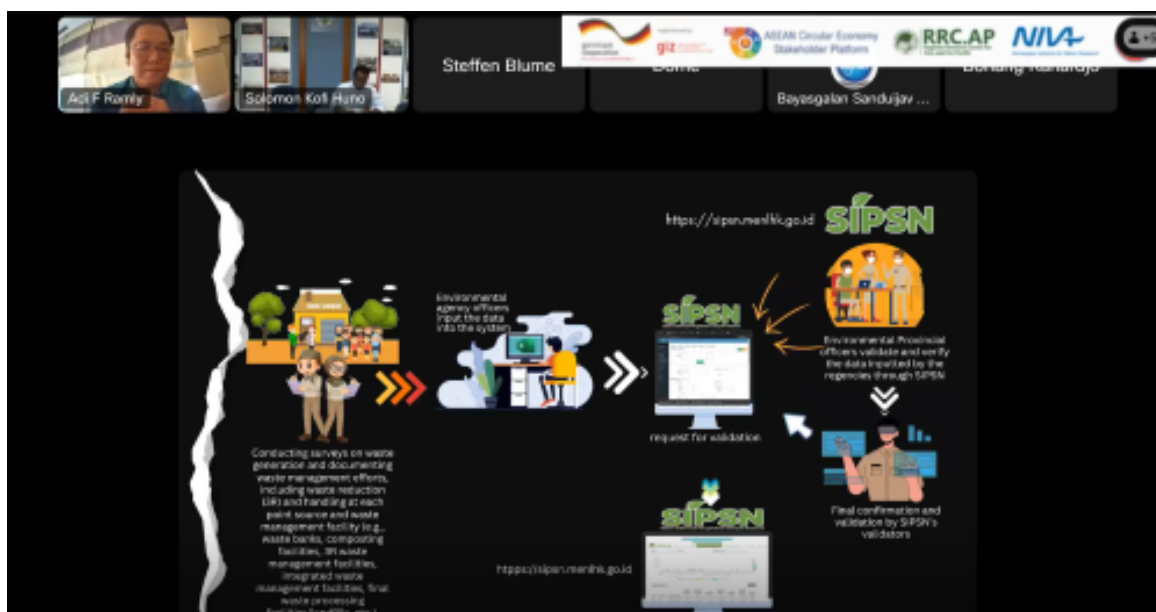 german
cooperation
giz
ASEAN Circular Economy
Stakeholder Platform
RRC.AP
NIVA
Adi F Ramly
Solomon Kofi Huno
Steffen Blume
Bayasgalan Sanduijav ...
https://sipsn.menlhk.go.id
SIPSN
Environmental
agency officers
input the data
into the system
SIPSN
Environmental Provincial
officers validate and verify
the data inputted by the
regencies through SIPSN
request for validation
Conducting surveys on waste
generation and documenting
waste management efforts,
including waste reduction
(3R) and handling at each
point source and waste
management facility (e.g.,
waste banks, composting
facilities, 3R waste
management facilities,
integrated waste
management facilities, final
waste processing
Final confirmation and
validation by SIPSN's
validators
SIPSN
htpps://sipsn.menlhk.go.id